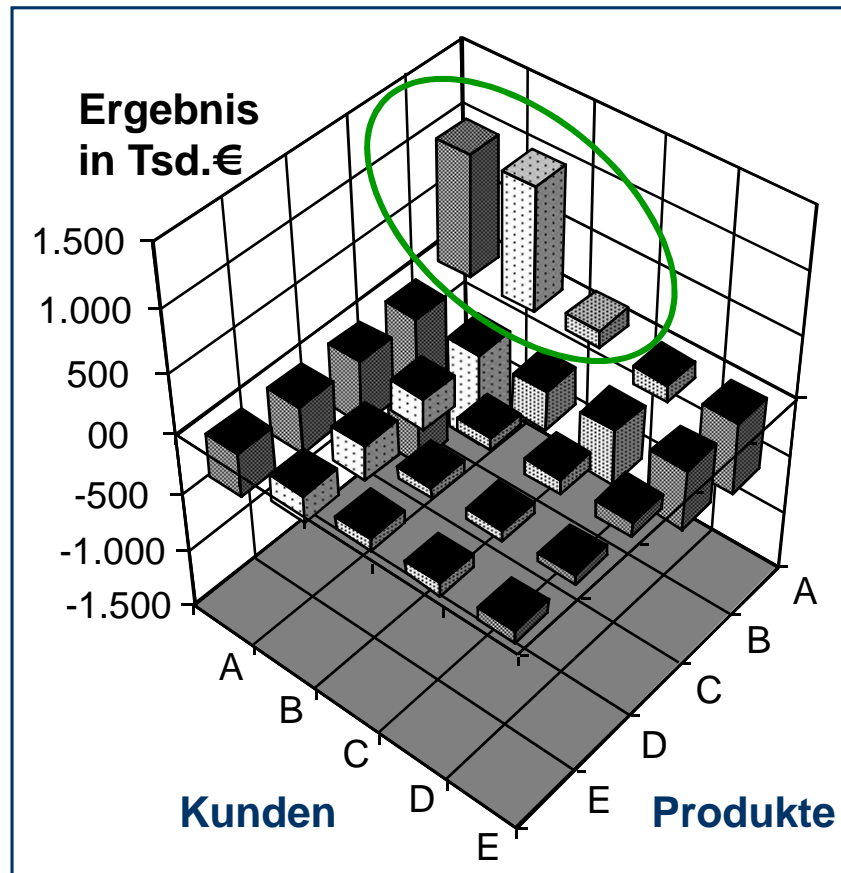 Ergebnis
in Tsd.€
1.500
1.000
500
00
-500
-1.000
-1.500
A
B
C
D
E
Kunden
A
B
C
D
E
Produkte